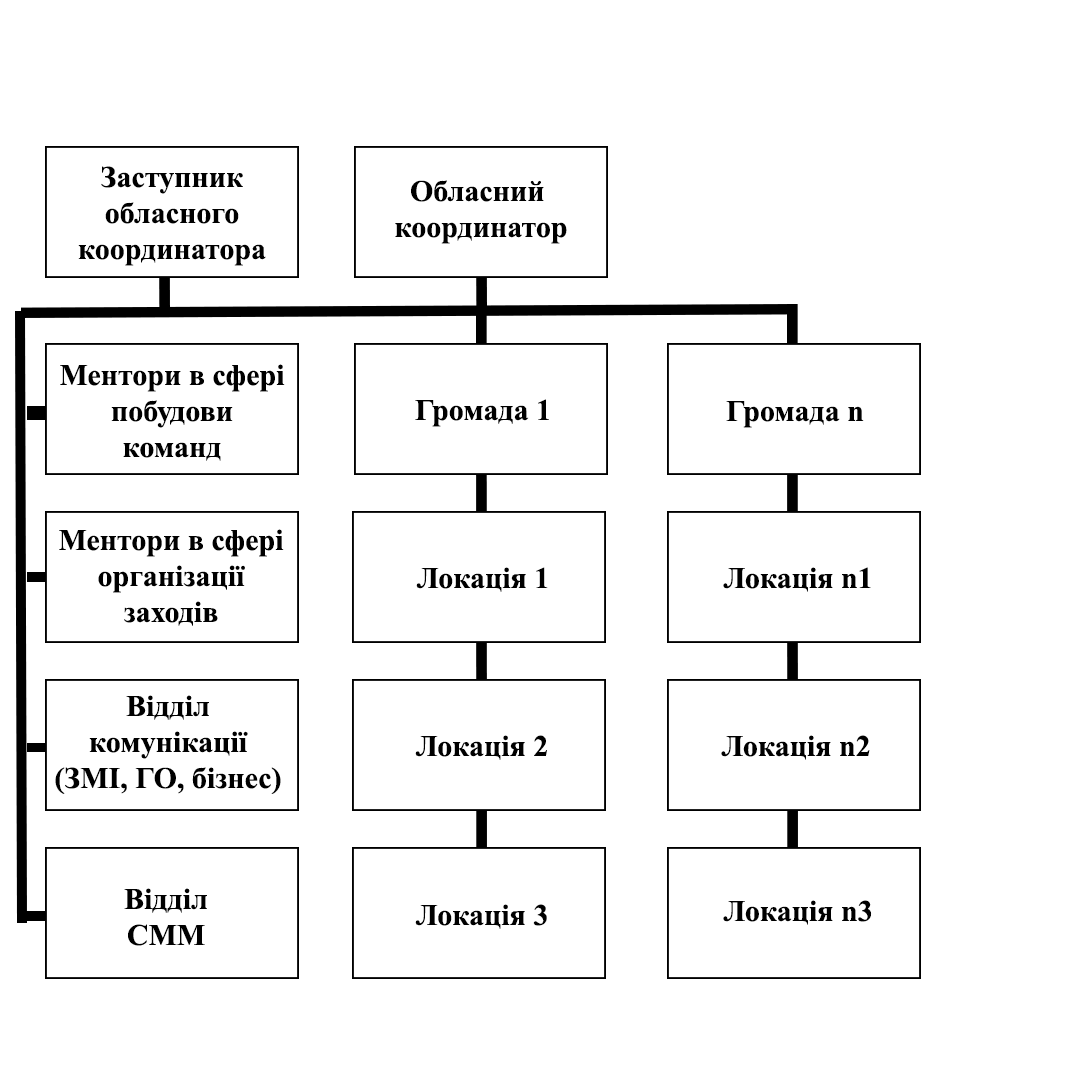 Заступник
обласного
координатора
Обласний
координатор
Ментори в сфері
побудови
команд
Громада 1
Громада n
Ментори в сфері
організації
заходів
Локація 1
Локація n1
Відділ
комунікації
(ЗМІ, ГО, бізнес)
Локація 2
Локація n2
Відділ
СММ
Локація 3
Локація n3